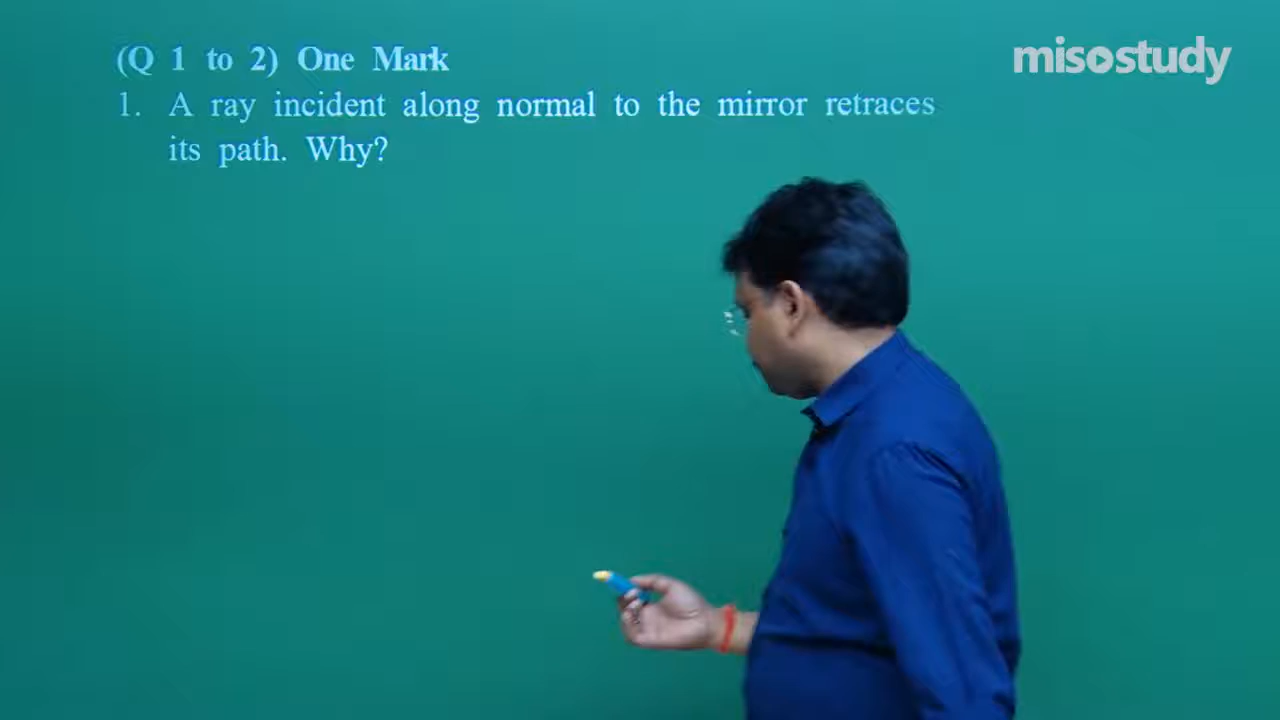 misostudy
(Q 1 to 2) One Mark
1. A ray incident along normal to the mirror retraces
its path. Why?